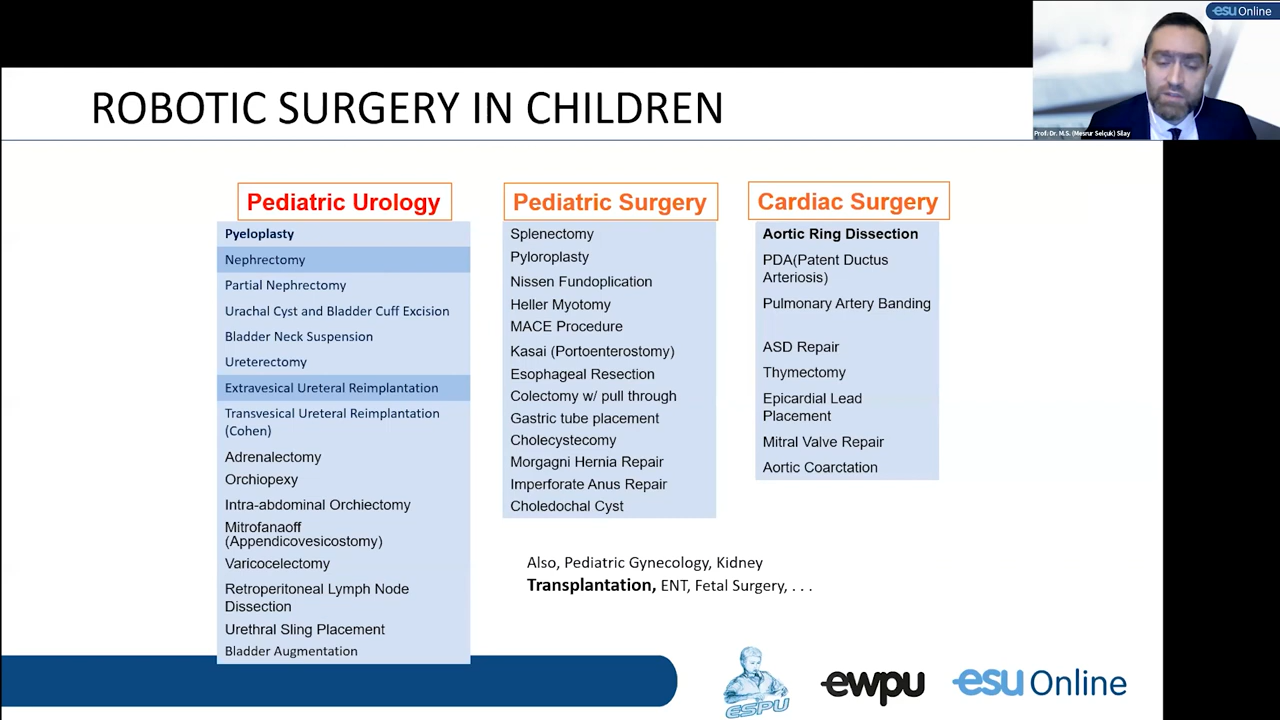 esu Online
Prof. Dr. M.S. (Mesrur Selçuk) Silay
ROBOTIC SURGERY IN CHILDREN
Pediatric Urology
Pyeloplasty
Nephrectomy
Partial Nephrectomy
Urachal Cyst and Bladder Cuff Excision
Bladder Neck Suspension
Ureterectomy
Extravesical Ureteral Reimplantation
Transvesical Ureteral Reimplantation
(Cohen)
Adrenalectomy
Orchiopexy
Intra-abdominal Orchiectomy
Mitrofanaoff
(Appendicovesicostomy)
Varicocelectomy
Retroperitoneal Lymph Node
Dissection
Urethral Sling Placement
Bladder Augmentation
Pediatric Surgery
Splenectomy
Pyloroplasty
Nissen Fundoplication
Heller Myotomy
MACE Procedure
Kasai (Portoenterostomy)
Esophageal Resection
Colectomy w/ pull through
Gastric tube placement
Cholecystecomy
Morgagni Hernia Repair
Imperforate Anus Repair
Choledochal Cyst
Cardiac Surgery
Aortic Ring Dissection
PDA(Patent Ductus
Arteriosis)
Pulmonary Artery Banding
ASD Repair
Thymectomy
Epicardial Lead
Placement
Mitral Valve Repair
Aortic Coarctation
Also, Pediatric Gynecology, Kidney
Transplantation, ENT, Fetal Surgery, . . .
ESPU
ewpu
esu Online